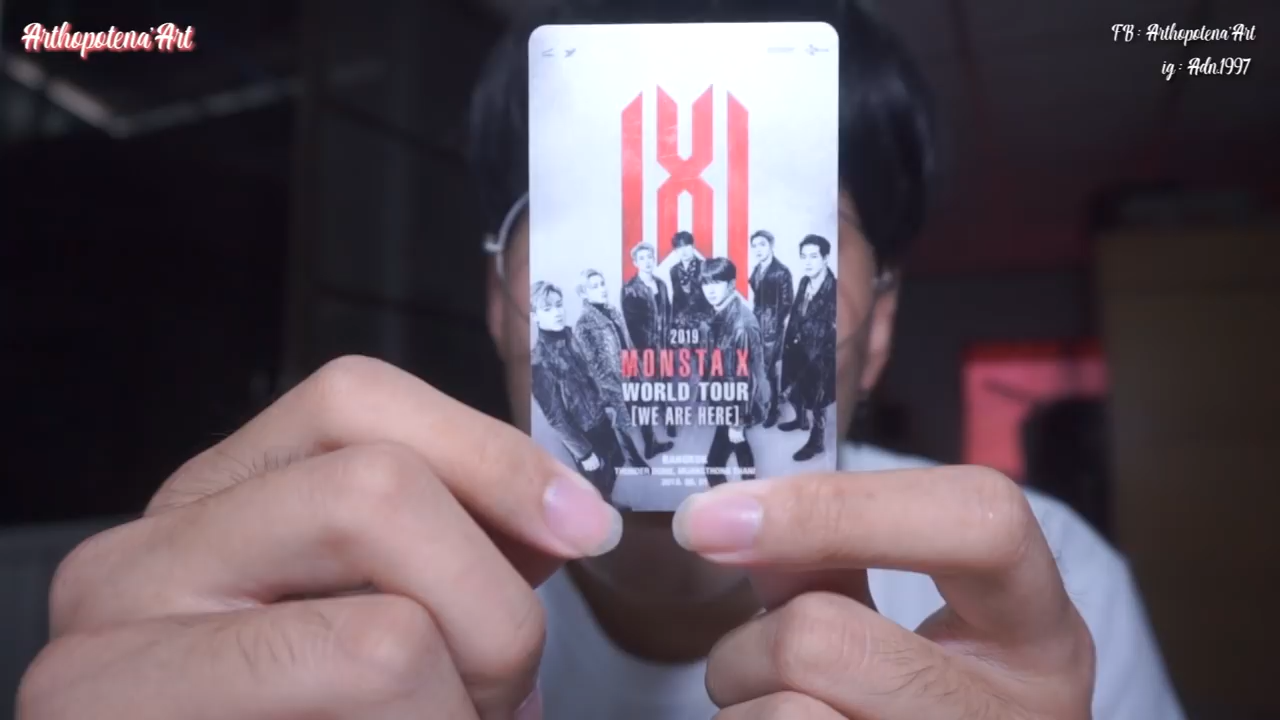 Arthopotena'Art
FB : Arthopotena'Art
ig : Adn.1997
2019
MONSTA X
WORLD TOUR
[WE ARE HERE]
BANGKOK
THUNDER DOME, MUANGTHONG THANI